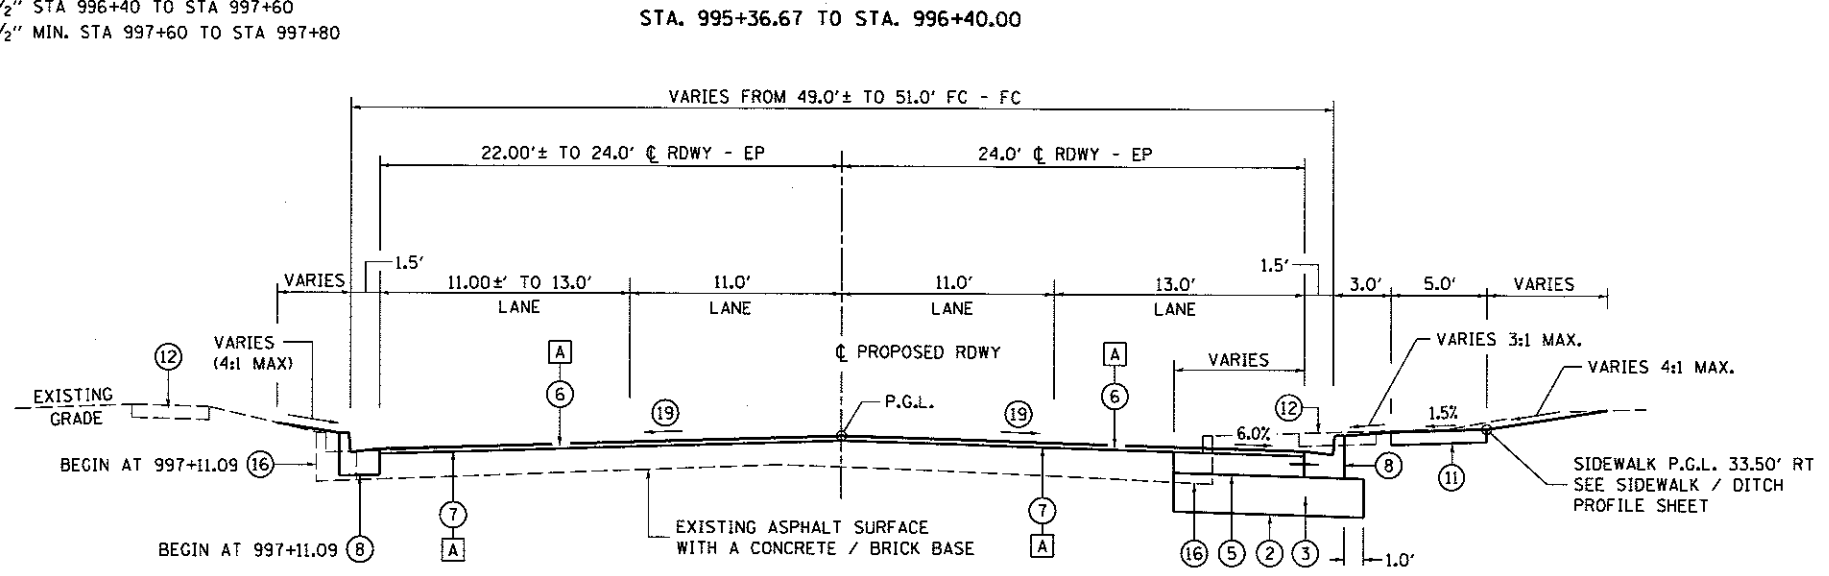 /2" STA 996+40 TO STA 997+60
/2" MIN. STA 997+60 TO STA 997+80
STA. 995+36.67 TO STA. 996+40.00
VARIES FROM 49.0'± TO 51.0' FC - FC
22.00'± TO 24.0' ℄ RDWY - EP
24.0' ℄ RDWY - EP
1.5'
1.5'
VARIES
11.00±' TO 13.0'
11.0'
11.0'
13.0'
3.0'
5.0'
VARIES
LANE
LANE
LANE
LANE
VARIES
(4:1 MAX)
12
A
℄ PROPOSED RDWY
A
VARIES
VARIES 3:1 MAX.
VARIES 4:1 MAX.
EXISTING
GRADE
6
19
P.G.L.
19
6
12
6.0%
1.5%
BEGIN AT 997+11.09 16
8
11
SIDEWALK P.G.L. 33.50' RT
SEE SIDEWALK / DITCH
PROFILE SHEET
7
A
EXISTING ASPHALT SURFACE
WITH A CONCRETE / BRICK BASE
7
A
BEGIN AT 997+11.09 8
16
5
2
3
1.0'